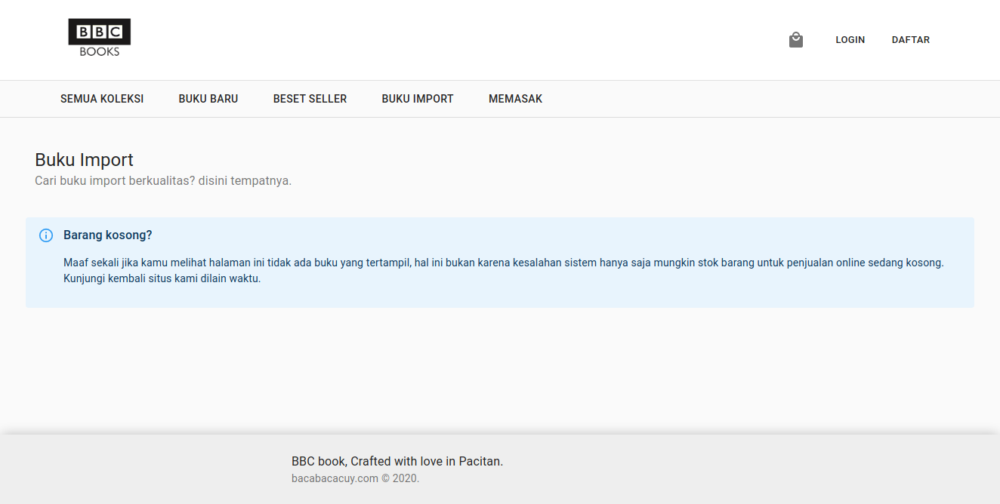 BBC
BOOKS
LOGIN DAFTAR
SEMUA KOLEKSI BUKU BARU BESET SELLER BUKU IMPORT MEMASAK
Buku Import
Cari buku import berkualitas? disini tempatnya.
Barang kosong?
Maaf sekali jika kamu melihat halaman ini tidak ada buku yang tertampil, hal ini bukan karena kesalahan sistem hanya saja mungkin stok barang untuk penjualan online sedang kosong.
Kunjungi kembali situs kami dilain waktu.
BBC book, Crafted with love in Pacitan.
bacabacacuy.com © 2020.